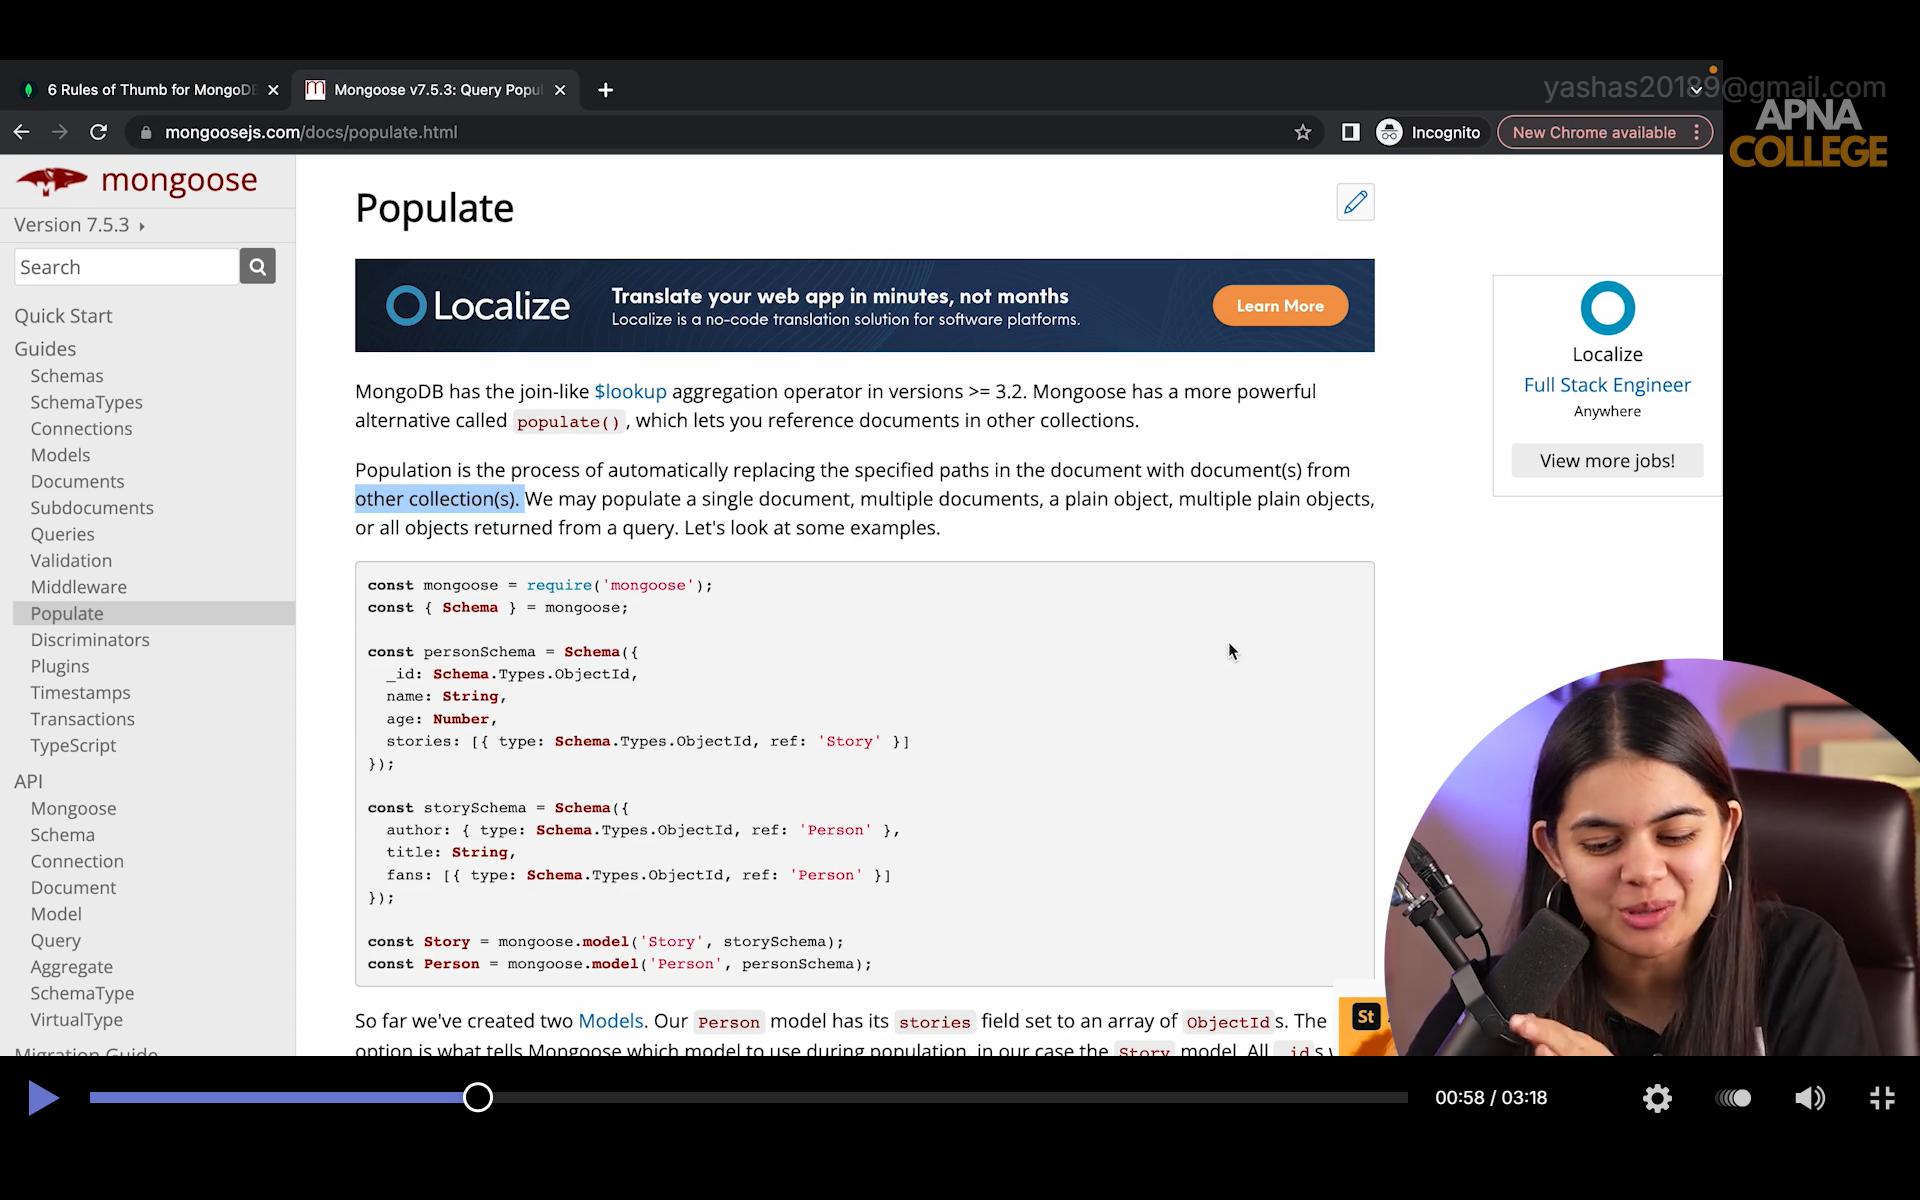 6 Rules of Thumb for MongoDB
Mongoose v7.5.3: Query Popul
yashas20189@gmail.com
mongoosejs.com/docs/populate.html
Incognito
New Chrome available
APNA
COLLEGE
mongoose
Version 7.5.3
Search
Quick Start
Guides
Schemas
SchemaTypes
Connections
Models
Documents
Subdocuments
Queries
Validation
Middleware
Populate
Discriminators
Plugins
Timestamps
Transactions
TypeScript
API
Mongoose
Schema
Connection
Document
Model
Query
Aggregate
SchemaType
VirtualType
Migration Guide
Populate
Localize
Translate your web app in minutes, not months
Localize is a no-code translation solution for software platforms.
Learn More
MongoDB has the join-like $lookup aggregation operator in versions >= 3.2. Mongoose has a more powerful
alternative called populate(), which lets you reference documents in other collections.
Population is the process of automatically replacing the specified paths in the document with document(s) from
other collection(s). We may populate a single document, multiple documents, a plain object, multiple plain objects,
or all objects returned from a query. Let's look at some examples.
const mongoose = require('mongoose');
const { Schema } = mongoose;
const personSchema = Schema({
_id: Schema.Types.ObjectId,
name: String,
age: Number,
stories: [{ type: Schema.Types.ObjectId, ref: 'Story' }]
});
const storySchema = Schema({
author: { type: Schema.Types.ObjectId, ref: 'Person' },
title: String,
fans: [{ type: Schema.Types.ObjectId, ref: 'Person' }]
});
const Story = mongoose.model('Story', storySchema);
const Person = mongoose.model('Person', personSchema);
So far we've created two Models. Our Person model has its stories field set to an array of ObjectIds. The
option is what tells Mongoose which model to use during population, in our case the Story model. All _ids
Localize
Full Stack Engineer
Anywhere
View more jobs!
St
00:58 / 03:18